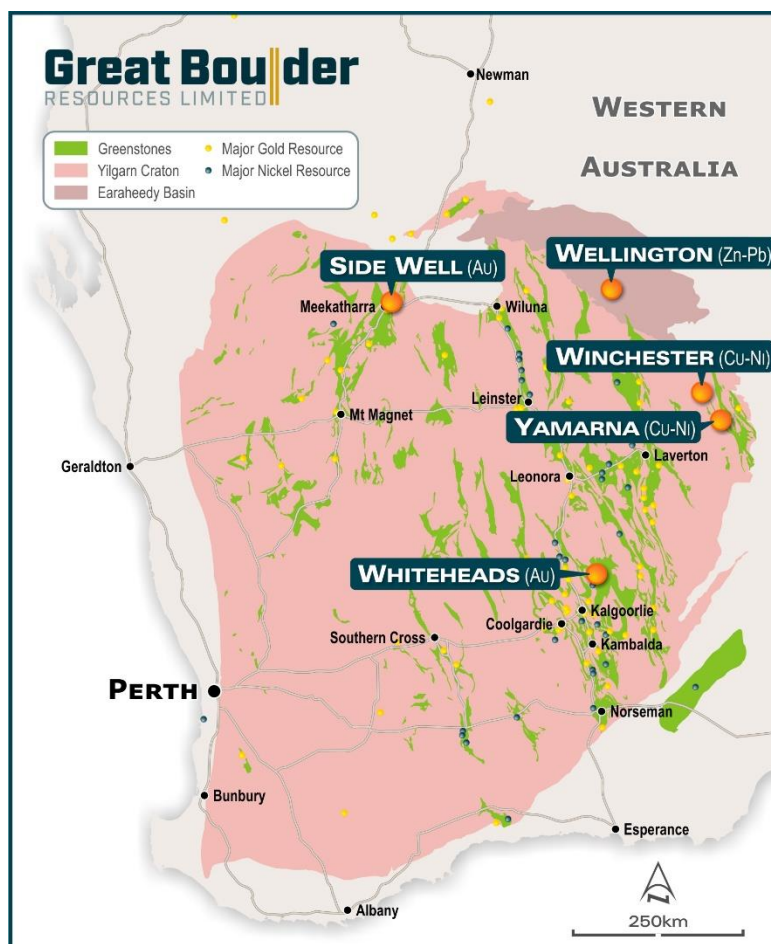 Great Boulder
RESOURCES LIMITED
Newman
WESTERN
AUSTRALIA
Greenstones
Major Gold Resource
Yilgarn Craton
Major Nickel Resource
Earaheedy Basin
SIDE WELL (Au)
WELLINGTON (Zn-Pb)
Meekatharra
Wiluna
WINCHESTER (Cu-Ni)
Leinster
Mt Magnet
YAMARNA (Cu-Ni)
Laverton
Geraldton
Leonora
WHITEHEADS (Au)
Kalgoorlie
Coolgardie
Southern Cross
Kambalda
PERTH
Norseman
Bunbury
Esperance
N
Albany
250km